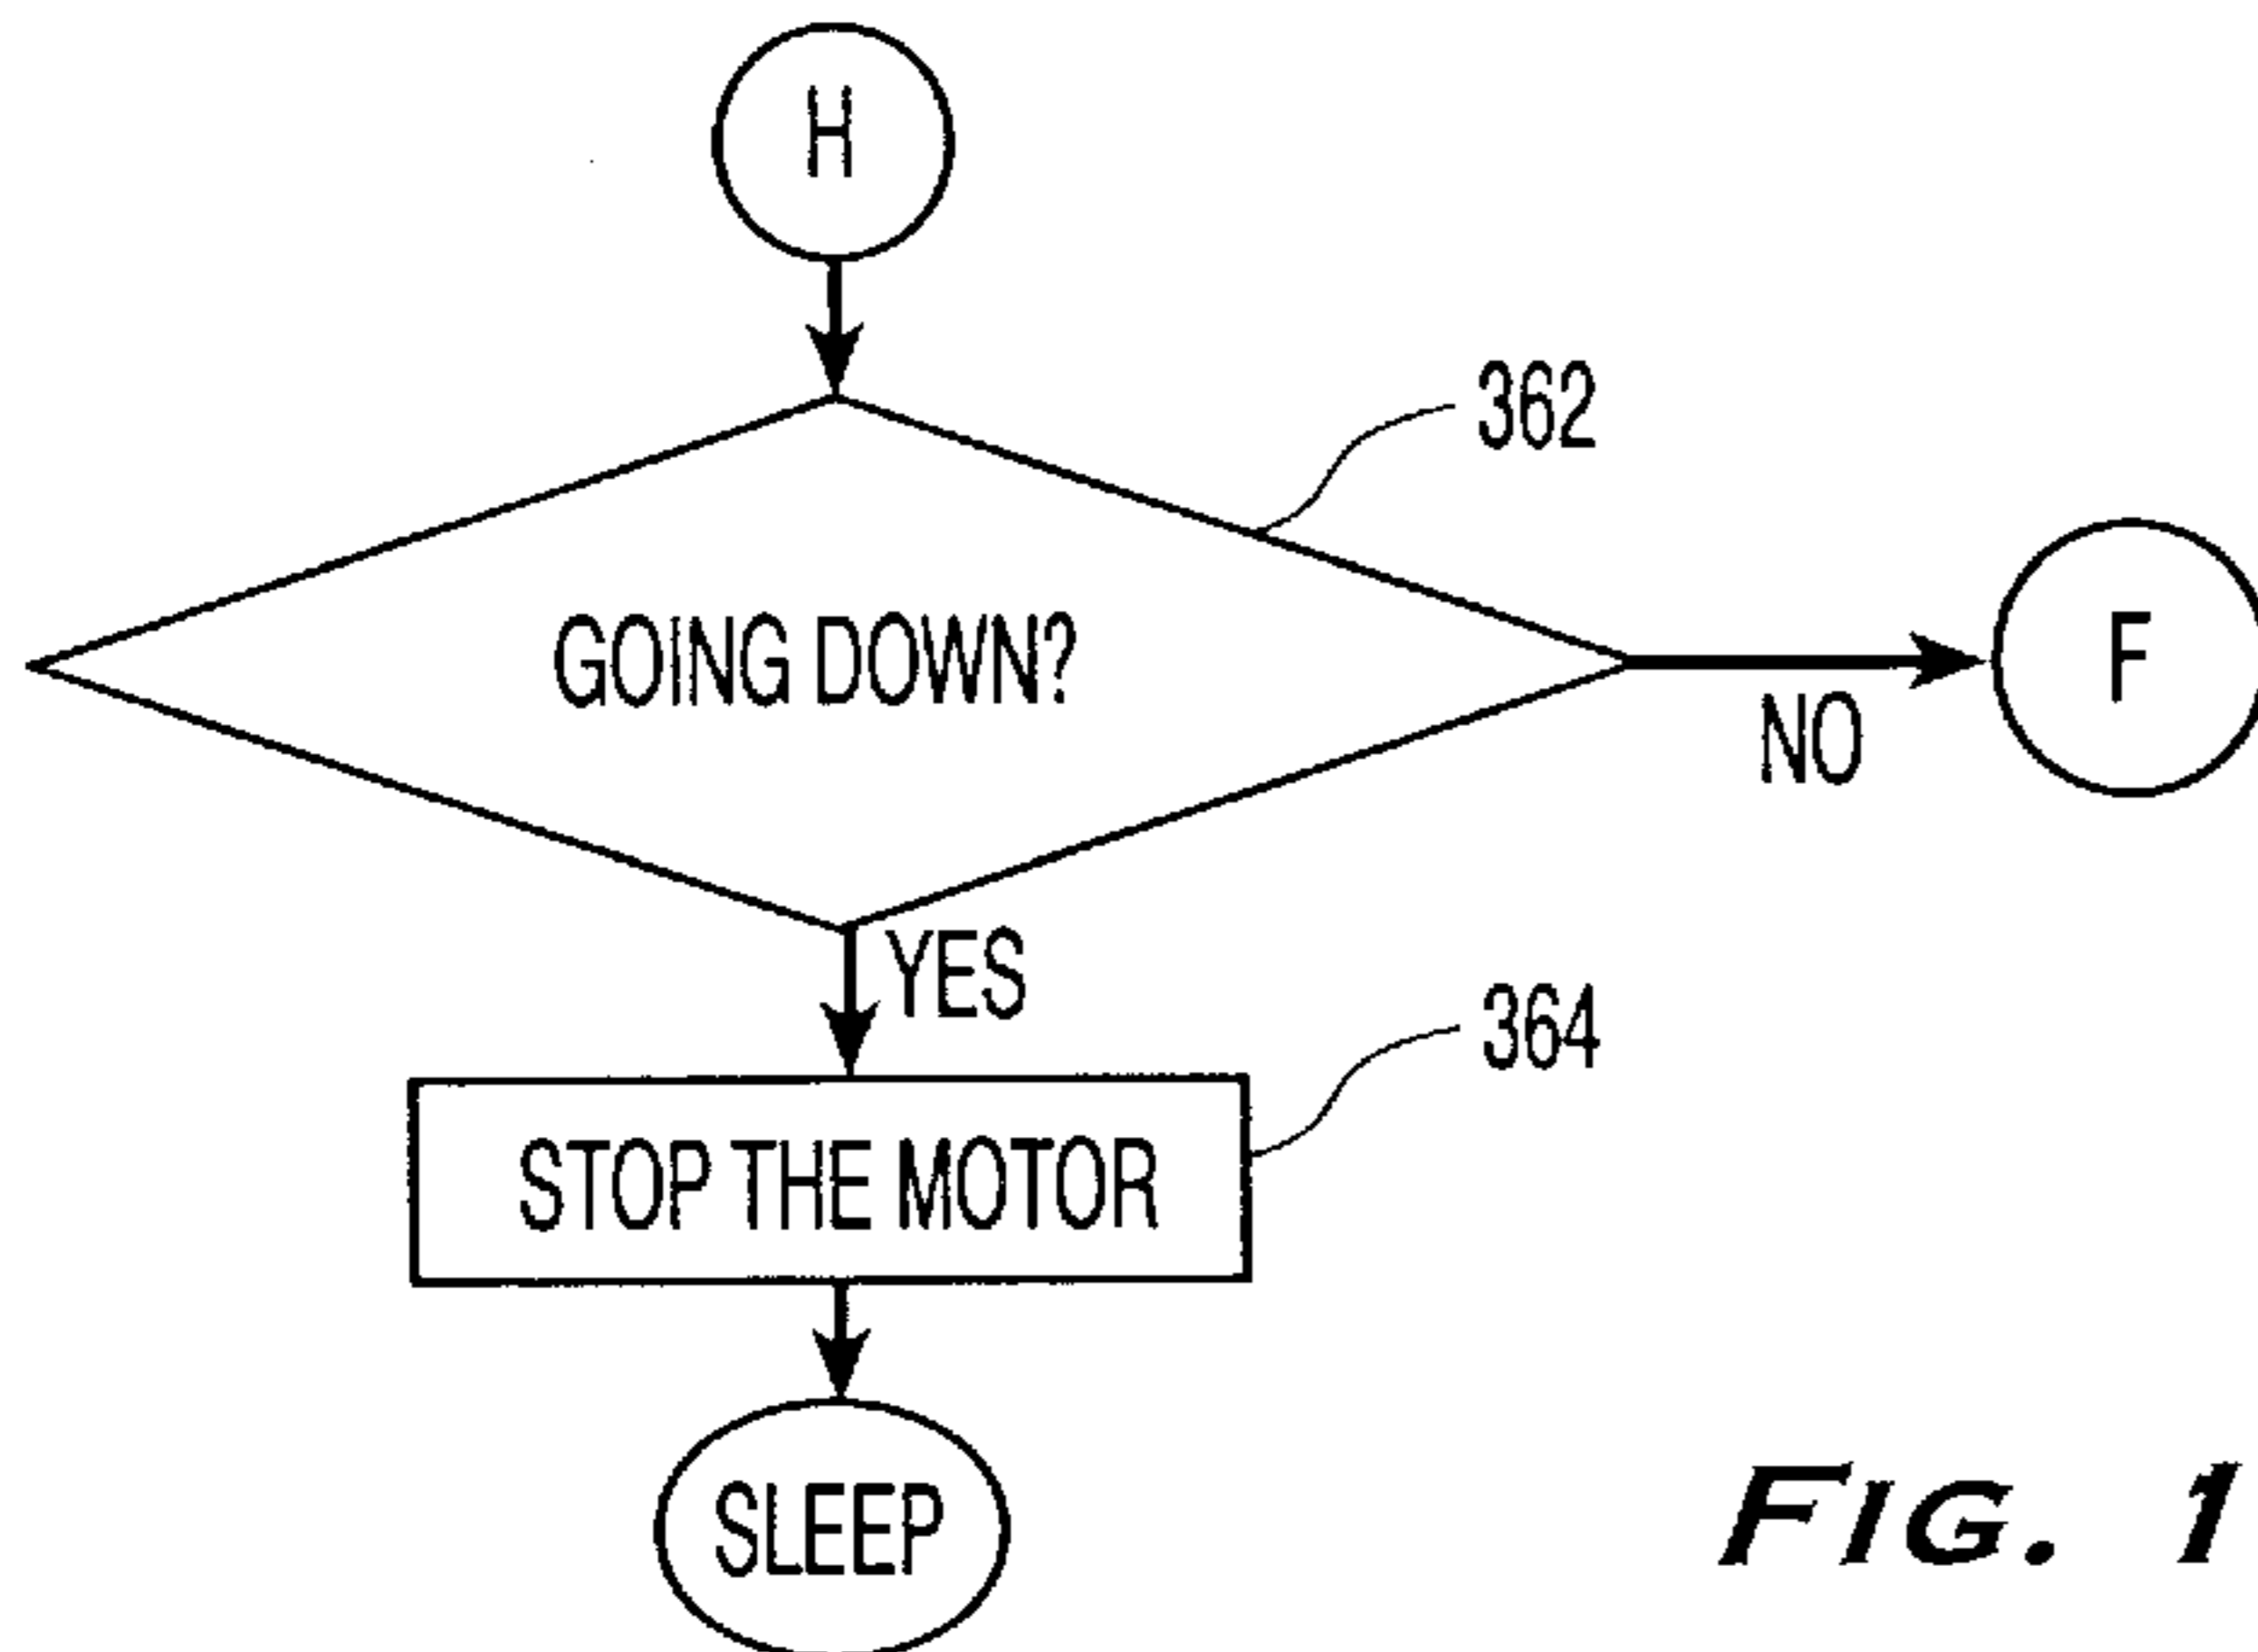 H
362
GOING DOWN?
F
NO
YES
364
STOP THE MOTOR
SLEEP
FIG. 1